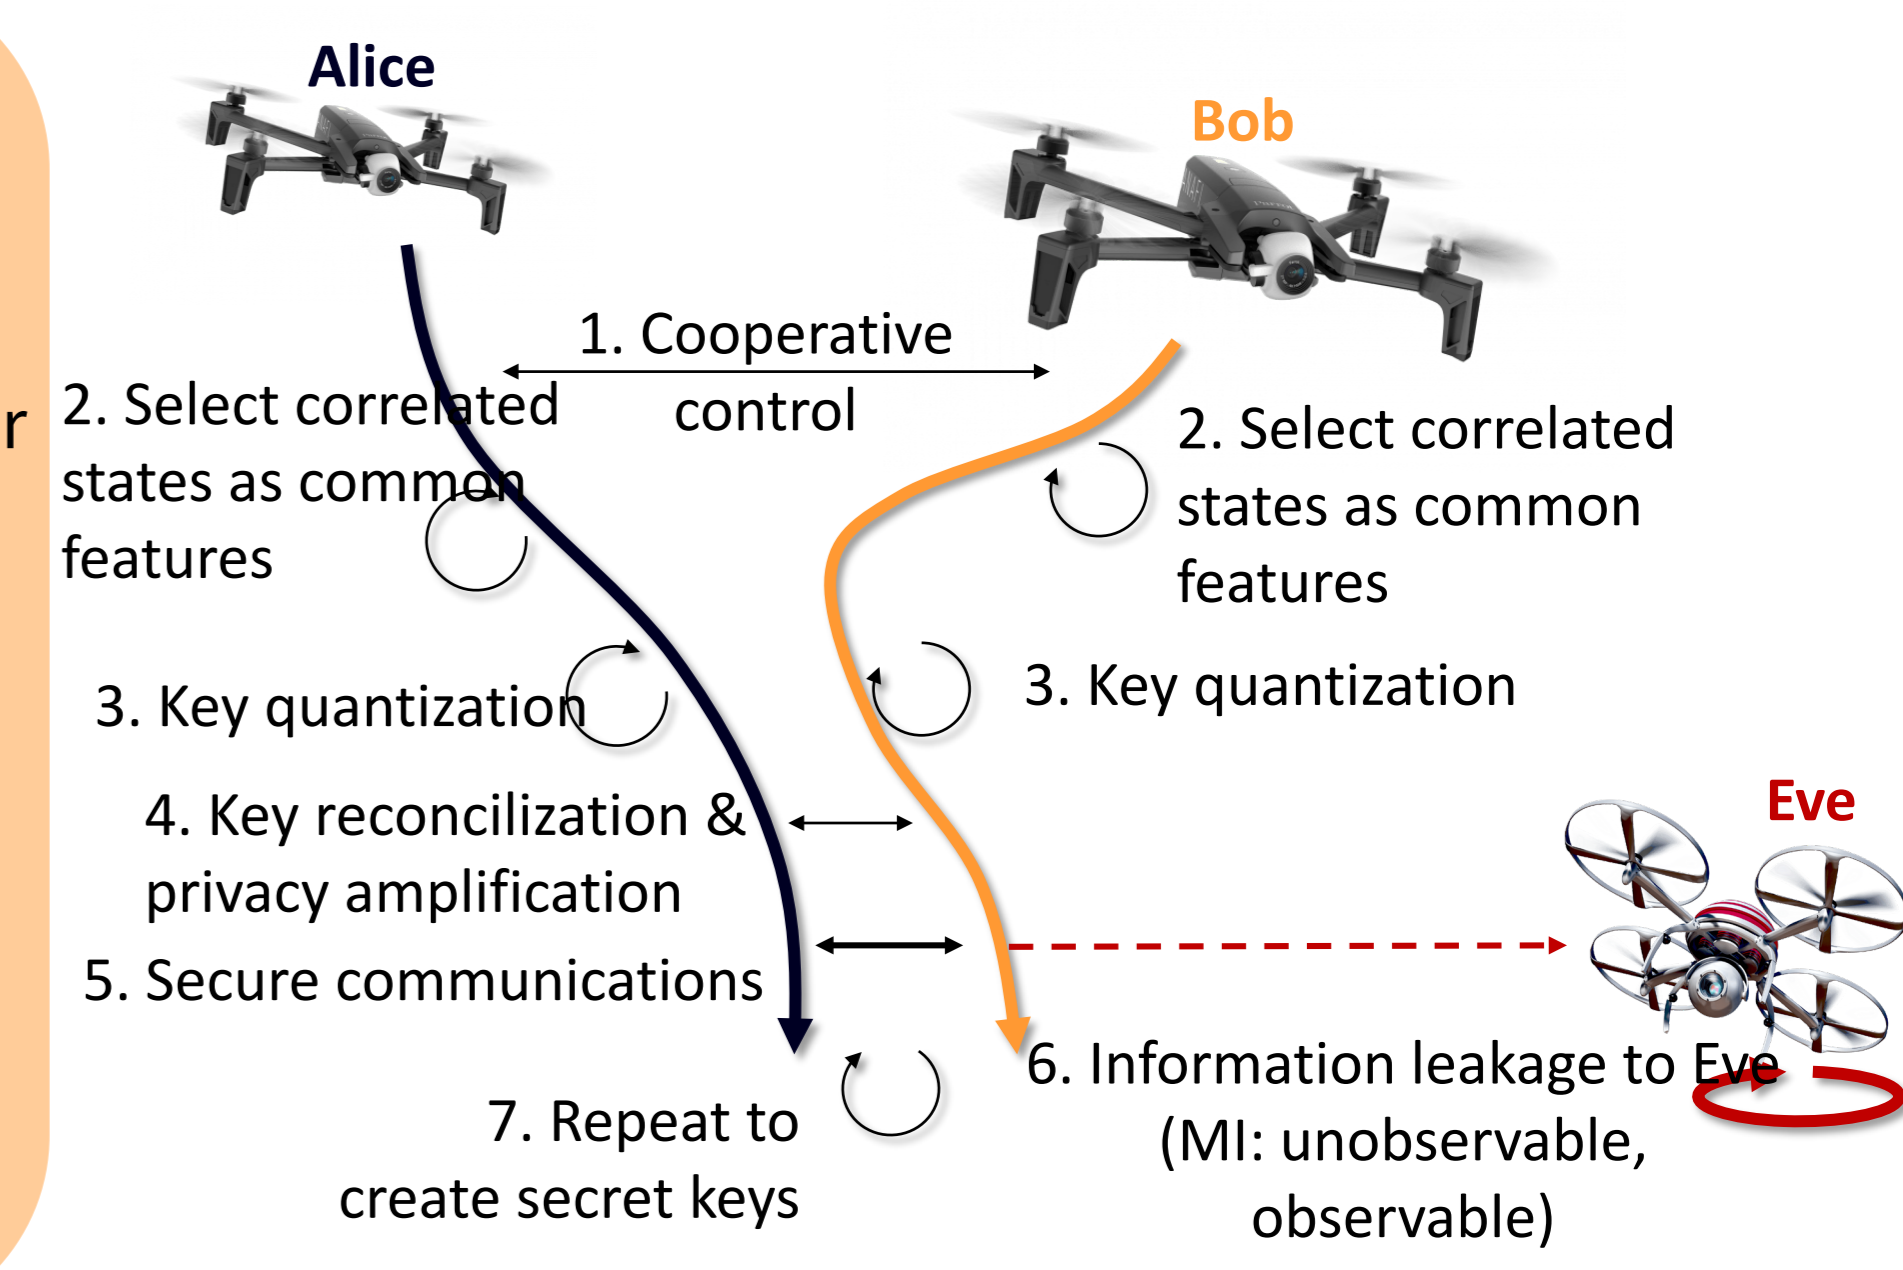 Alice
Bob
1. Cooperative
control
r
2. Select correlated
states as common
features
2. Select correlated
states as common
features
3. Key quantization
3. Key quantization
4. Key reconcilization &
privacy amplification
Eve
5. Secure communications
6. Information leakage to Eve
(MI: unobservable,
observable)
7. Repeat to
create secret keys